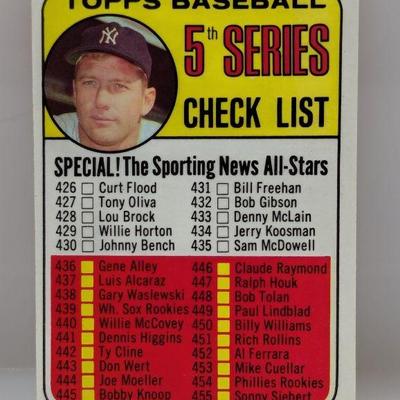 TOPPS BASEBALL
5th SERIES
CHECK LIST
SPECIAL! The Sporting News All-Stars
426 Curt Flood
427 Tony Oliva
428 Lou Brock
429 Willie Horton
430 Johnny Bench
431 Bill Freehan
432 Bob Gibson
433 Denny McLain
434 Jerry Koosman
435 Sam McDowell
436 Gene Alley
437 Luis Alcaraz
438 Gary Waslewski
439 Wh. Sox Rookies
440 Willie McCovey
441 Dennis Higgins
442 Ty Cline
443 Don Wert
444 Joe Moeller
445 Bobby Knoop
446 Claude Raymond
447 Ralph Houk
448 Bob Tolan
449 Paul Lindblad
450 Billy Williams
451 Rich Rollins
452 Al Ferrara
453 Mike Cuellar
454 Phillies Rookies
455 Sonny Siebert